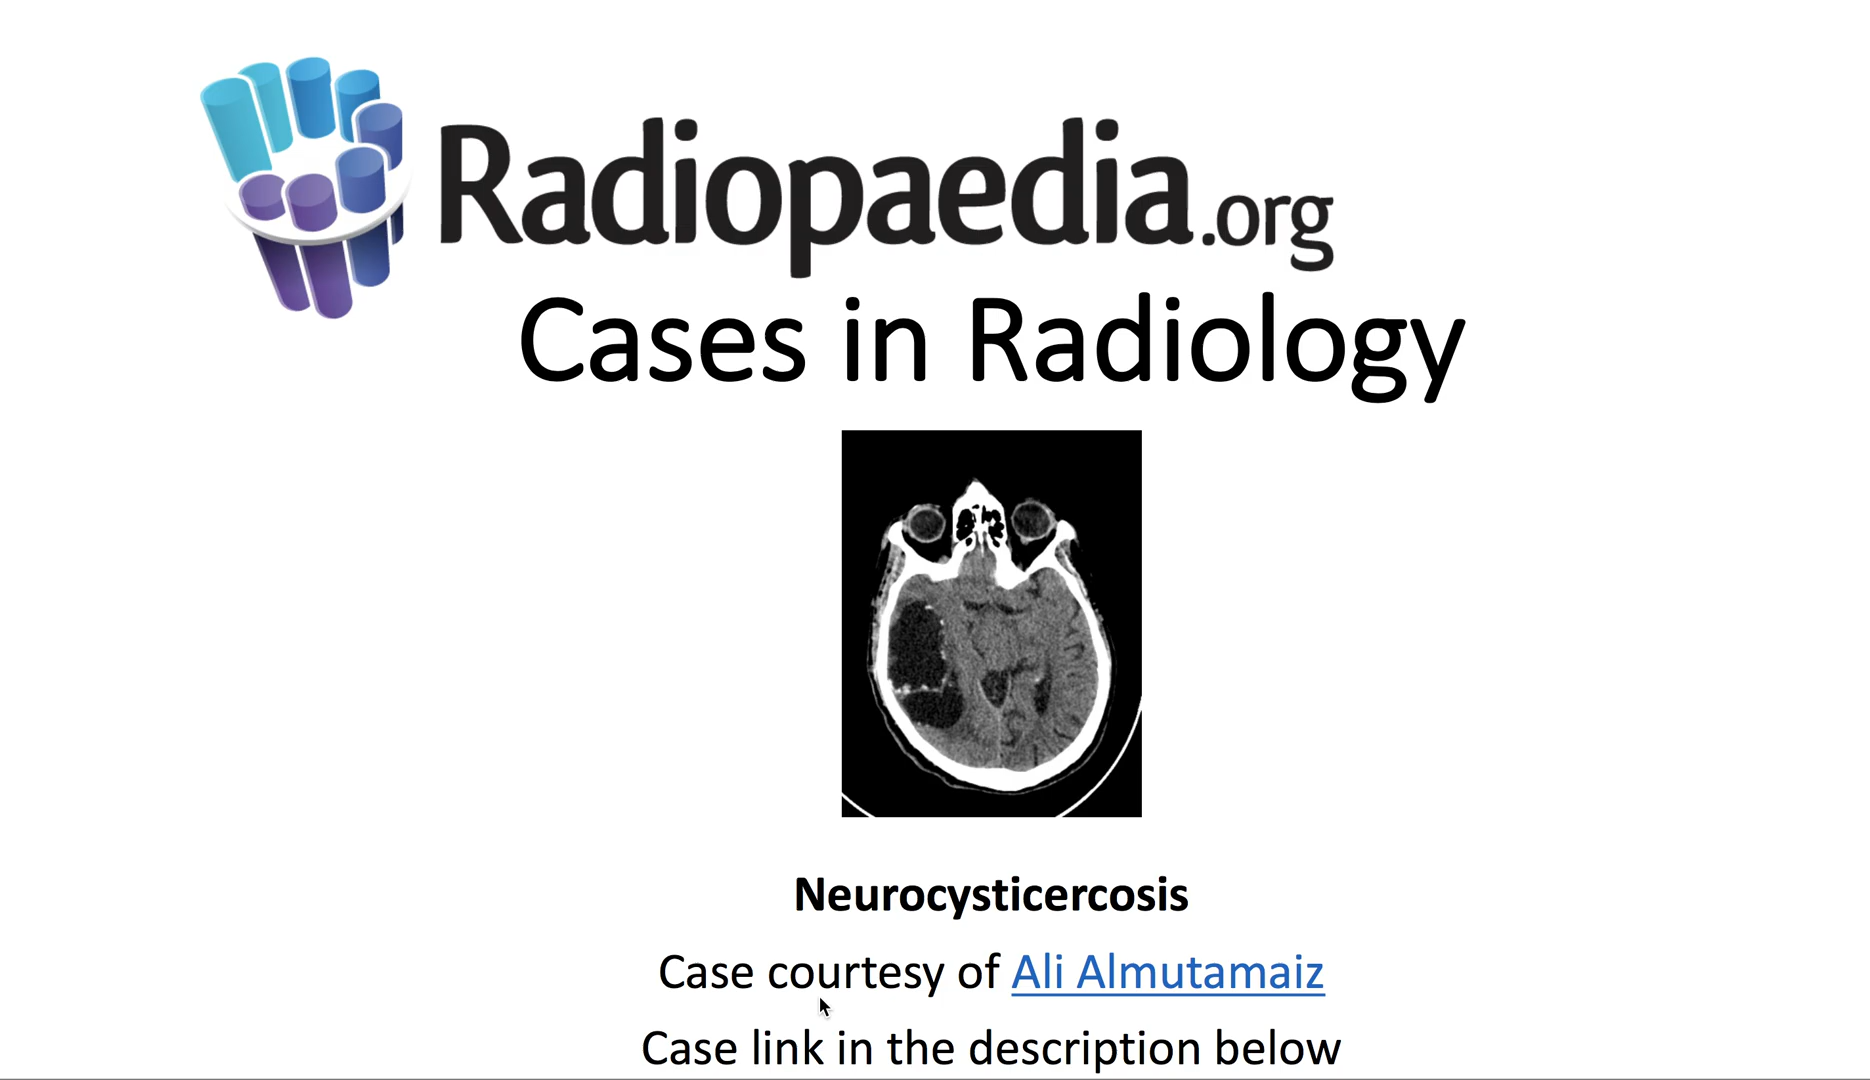 Radiopaedia.org
Cases in Radiology
Neurocysticercosis
Case courtesy of Ali Almutamaiz
Case link in the description below